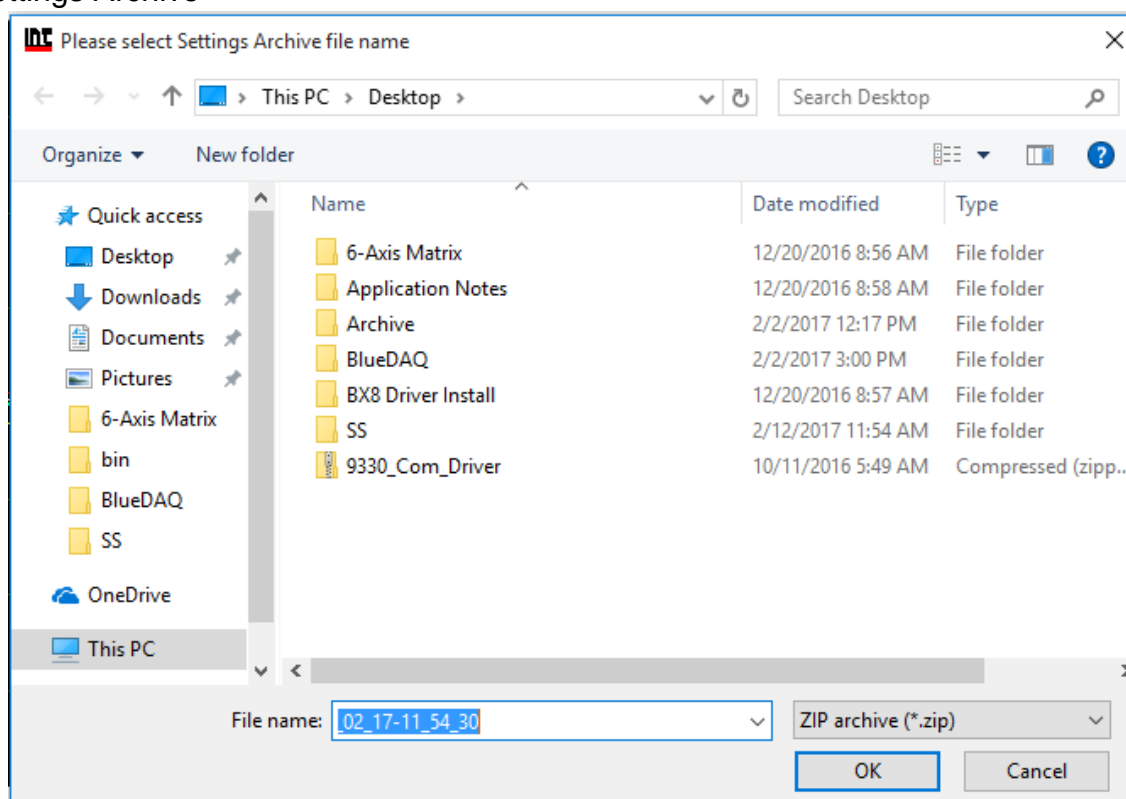 Settings Archive
Please select Settings Archive file name
This PC > Desktop >
Search Desktop
Organize
New folder
Name Date modified Type
Quick access
Desktop
Downloads
Documents
Pictures
6-Axis Matrix
bin
BlueDAQ
SS
OneDrive
This PC
6-Axis Matrix 12/20/2016 8:56 AM File folder
Application Notes 12/20/2016 8:58 AM File folder
Archive 2/2/2017 12:17 PM File folder
BlueDAQ 2/2/2017 3:00 PM File folder
BX8 Driver Install 12/20/2016 8:57 AM File folder
SS 2/12/2017 11:54 AM File folder
9330_Com_Driver 10/11/2016 5:49 AM Compressed (zipp..
File name: _02_17-11_54_30 ZIP archive (*.zip)
OK Cancel